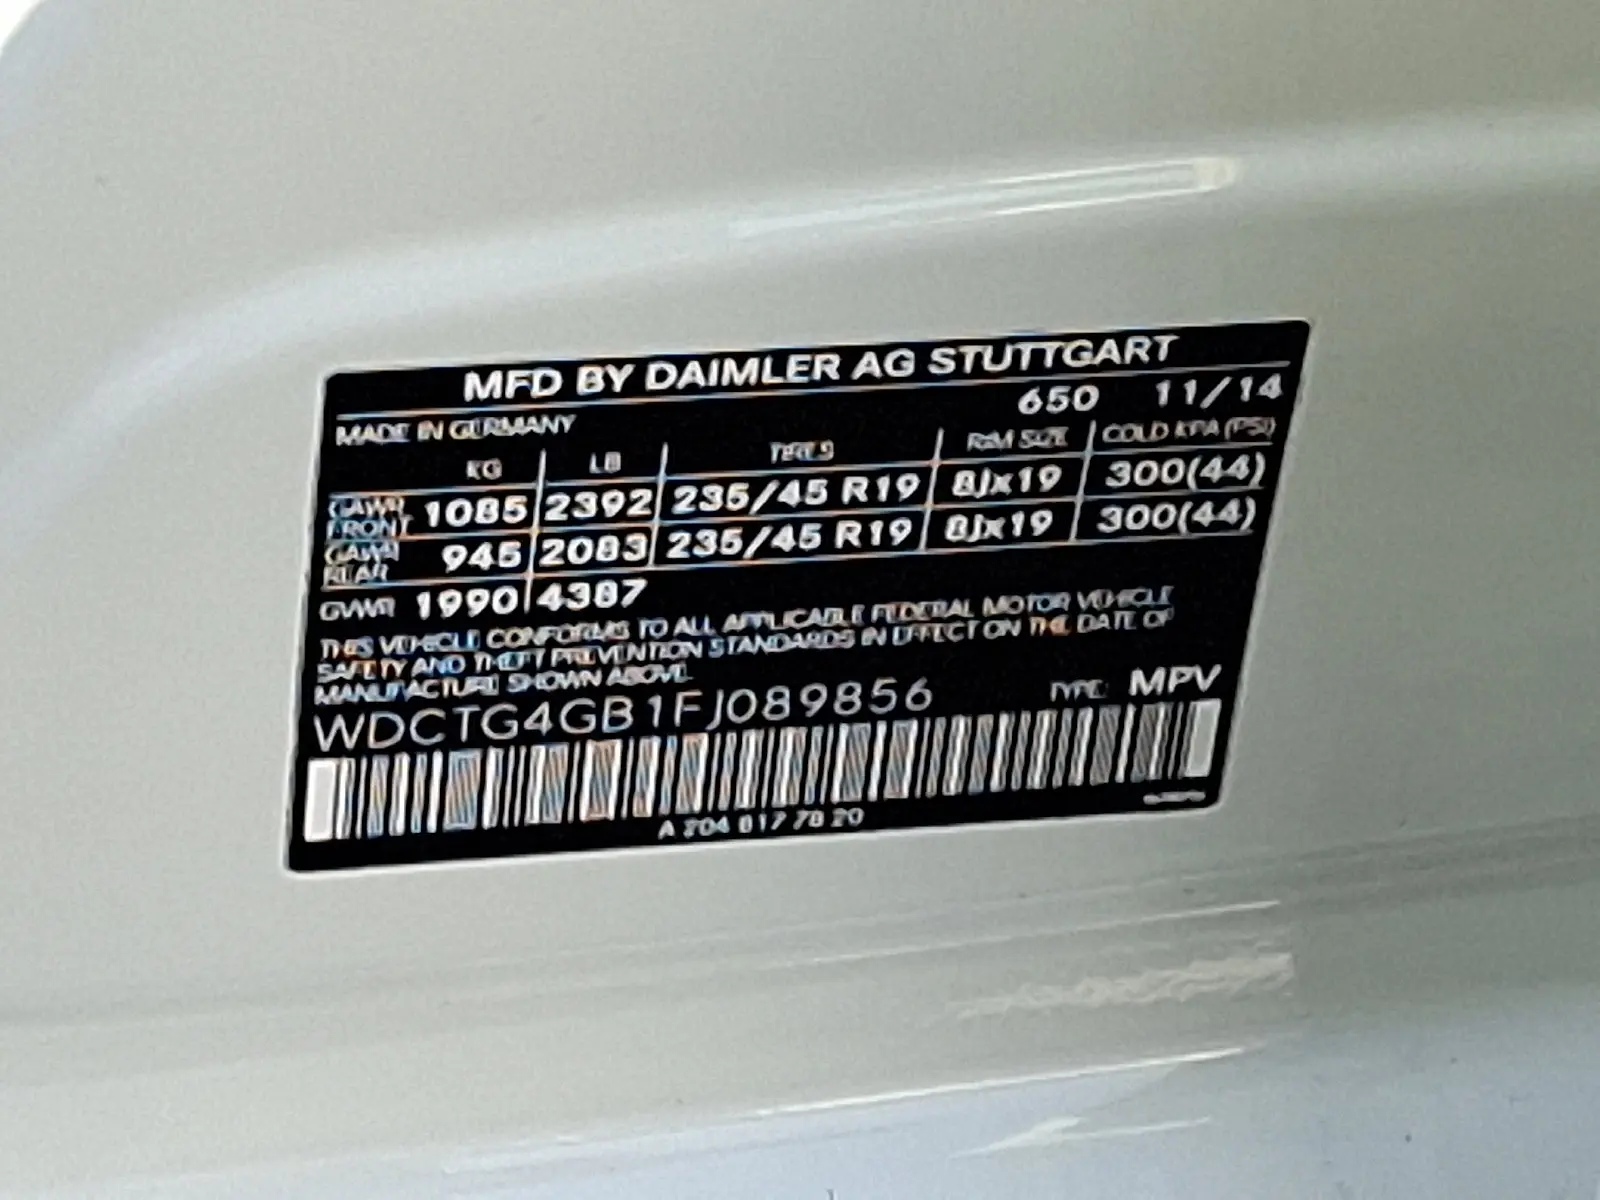 MFD BY DAIMLER AG STUTTGART
650 11/14
MADE IN GERMANY
KG LB TIRES RIM SIZE COLD KPA (PSI)
GAWR FRONT 1085 2392 235/45 R19 8Jx19 300(44)
GAWR REAR 945 2083 235/45 R19 8Jx19 300(44)
GVWR 1990 4387
THIS VEHICLE CONFORMS TO ALL APPLICABLE FEDERAL MOTOR VEHICLE
SAFETY AND THEFT PREVENTION STANDARDS IN EFFECT ON THE DATE OF
MANUFACTURE SHOWN ABOVE.
WDCTG4GB1FJ089856 TYPE: MPV
A 204 817 78 20